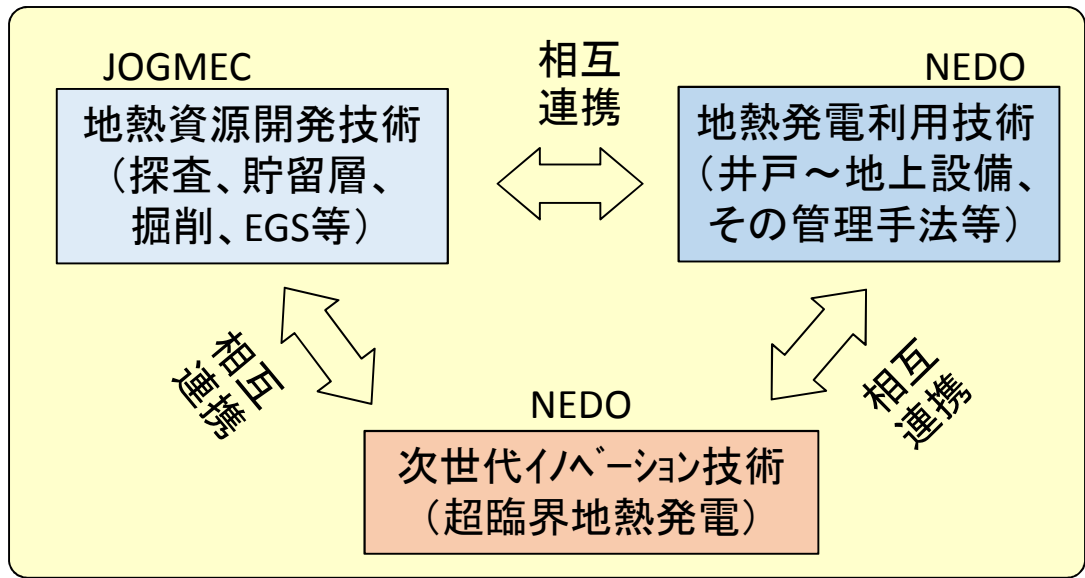 JOGMEC
地熱資源開発技術
（探査、貯留層、
掘削、EGS等）
相互
連携
NEDO
地熱発電利用技術
（井戸～地上設備、
その管理手法等）
相互
連携
相互
連携
NEDO
次世代ｲﾉﾍﾞｰｼｮﾝ技術
（超臨界地熱発電）